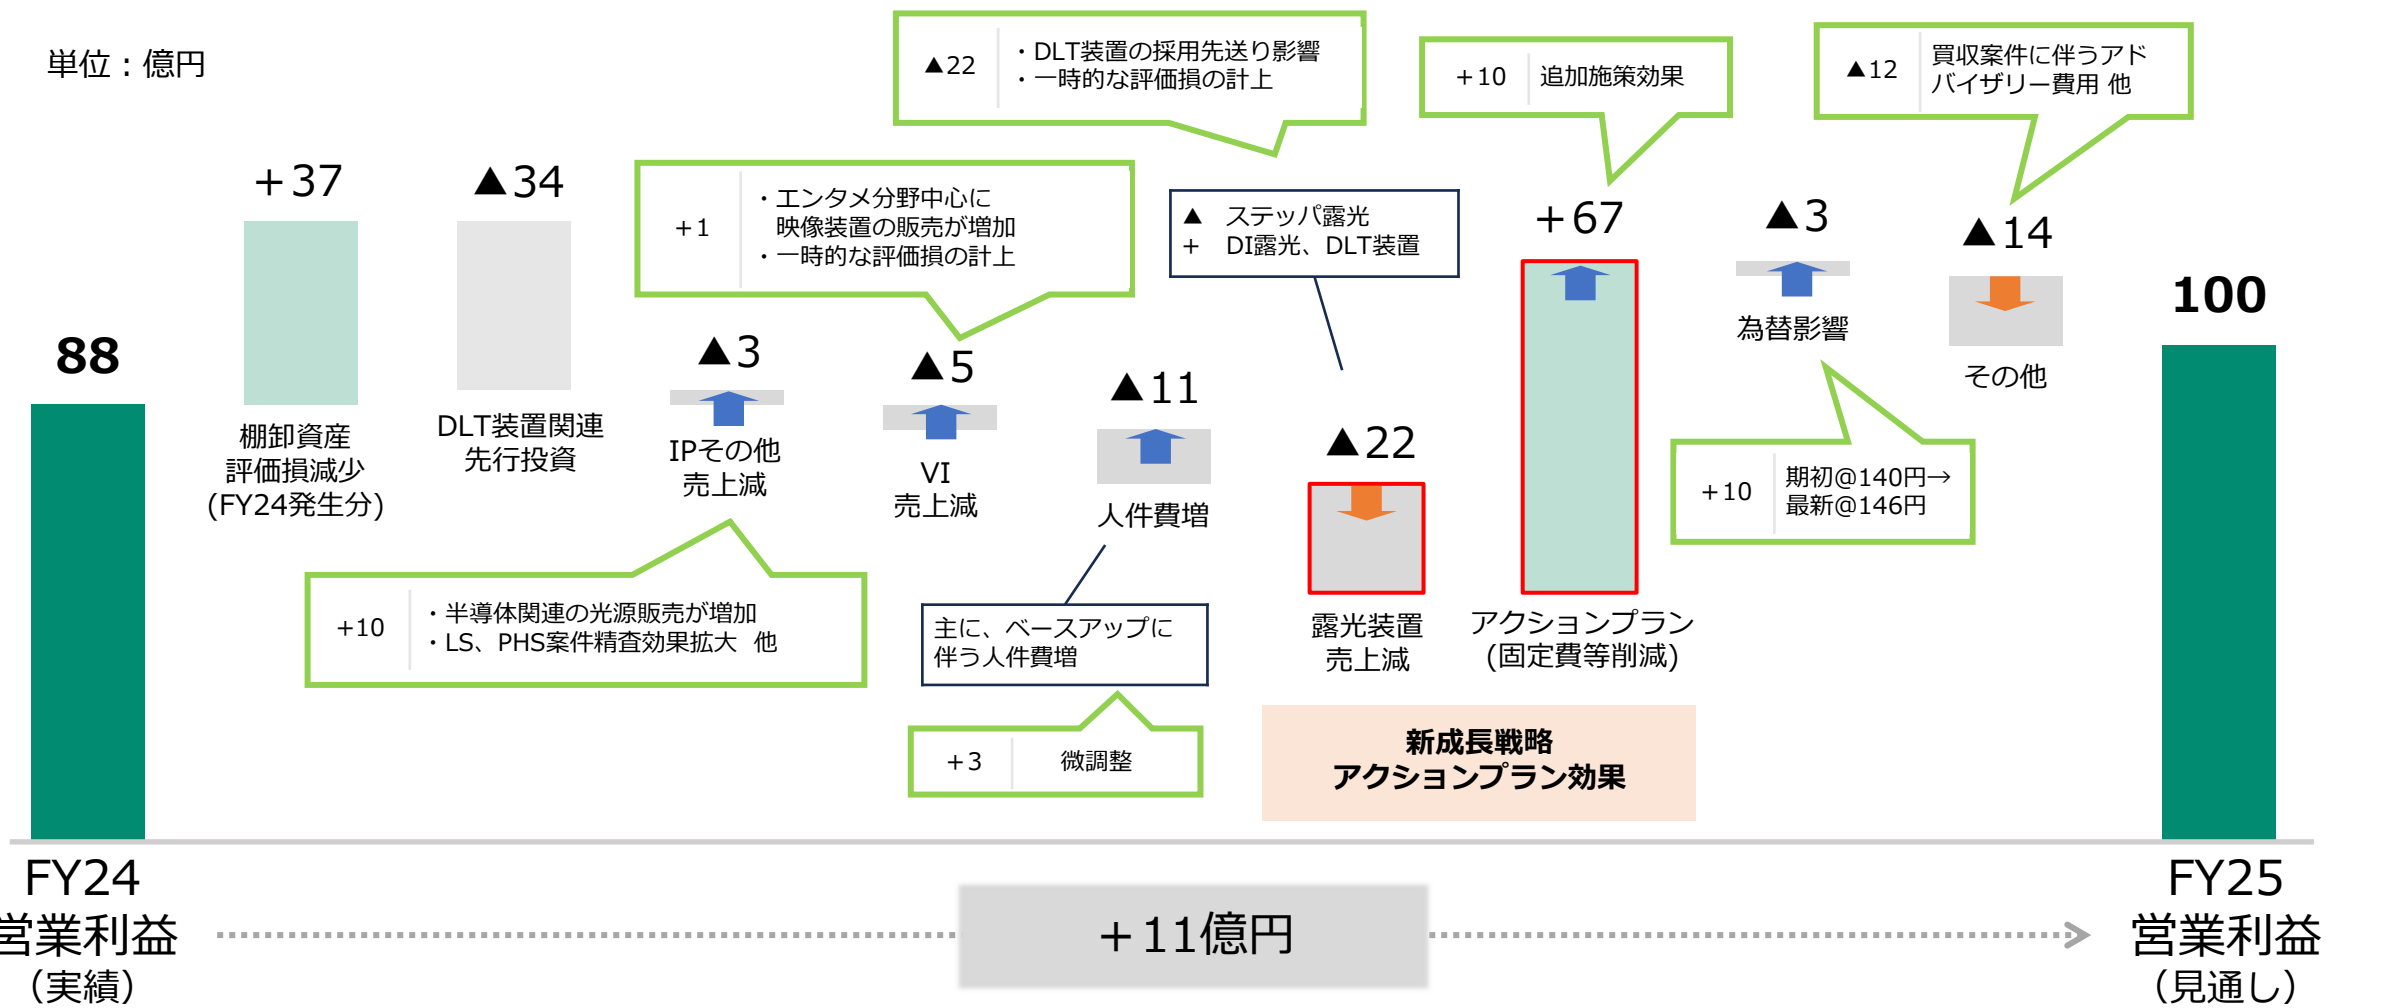 単位：億円
88
+37
棚卸資産
評価損減少
(FY24発生分)
▲34
DLT装置関連
先行投資
▲3
IPその他
売上減
+10
・半導体関連の光源販売が増加
・LS、PHS案件精査効果拡大 他
+1
・エンタメ分野中心に
映像装置の販売が増加
・一時的な評価損の計上
▲5
VI
売上減
▲11
人件費増
主に、ベースアップに
伴う人件費増
+3
微調整
▲22
・DLT装置の採用先送り影響
・一時的な評価損の計上
▲ ステッパ露光
+ DI露光、DLT装置
▲22
露光装置
売上減
+10
追加施策効果
+67
アクションプラン
(固定費等削減)
新成長戦略
アクションプラン効果
▲3
為替影響
+10
期初@140円→
最新@146円
▲12
買収案件に伴うアド
バイザリー費用 他
▲14
その他
100
FY24
営業利益
（実績）
+11億円
FY25
営業利益
（見通し）